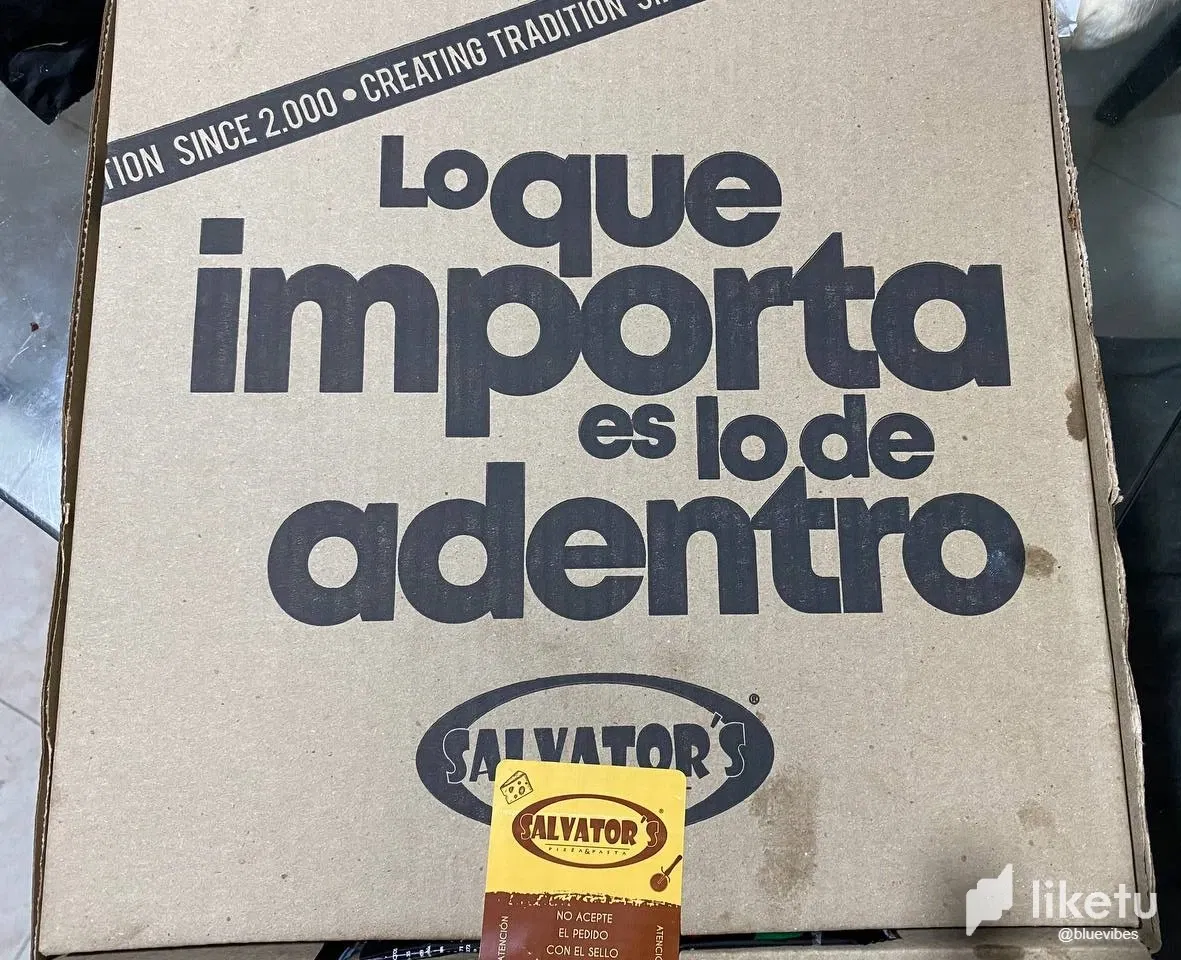 TION SINCE 2.000 • CREATING TRADITION
Lo que
importa
es lo de
adentro
SALVATOR'S®
SALVATOR'S®
PIZZA & PASTA
NO ACEPTE
EL PEDIDO
CON EL SELLO
ATENCIÓN
liketu
@bluevibes